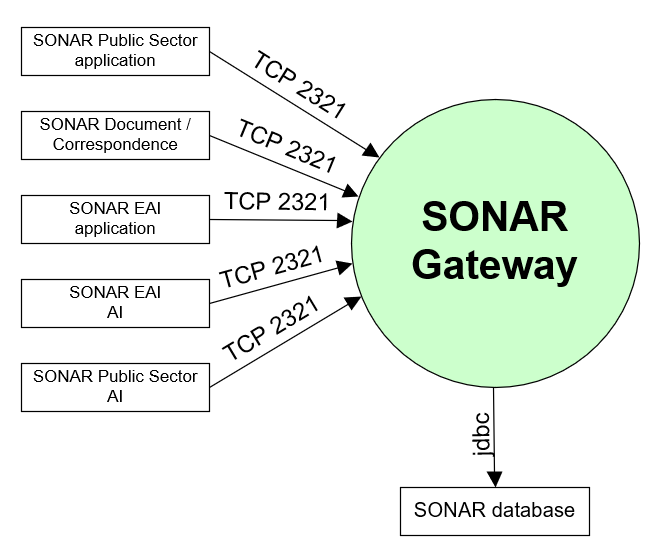 SONAR Public Sector
application
TCP 2321
SONAR Document /
Correspondence
TCP 2321
SONAR EAI
application
TCP 2321
SONAR EAI
AI
TCP 2321
SONAR Public Sector
AI
TCP 2321
SONAR
Gateway
jdbc
SONAR database